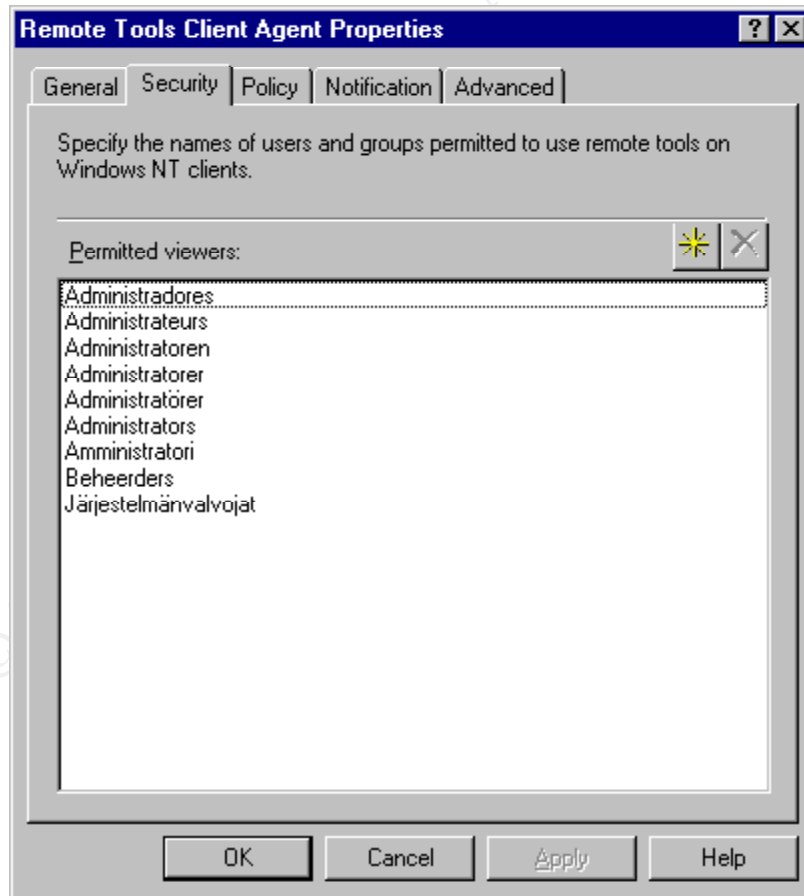 Remote Tools Client Agent Properties
General Security Policy Notification Advanced
Specify the names of users and groups permitted to use remote tools on
Windows NT clients.
Permitted viewers:
Administradores
Administrateurs
Administratoren
Administratorer
Administratörer
Administrators
Amministratori
Beheerders
Järjestelmänvalvojat
OK Cancel Apply Help